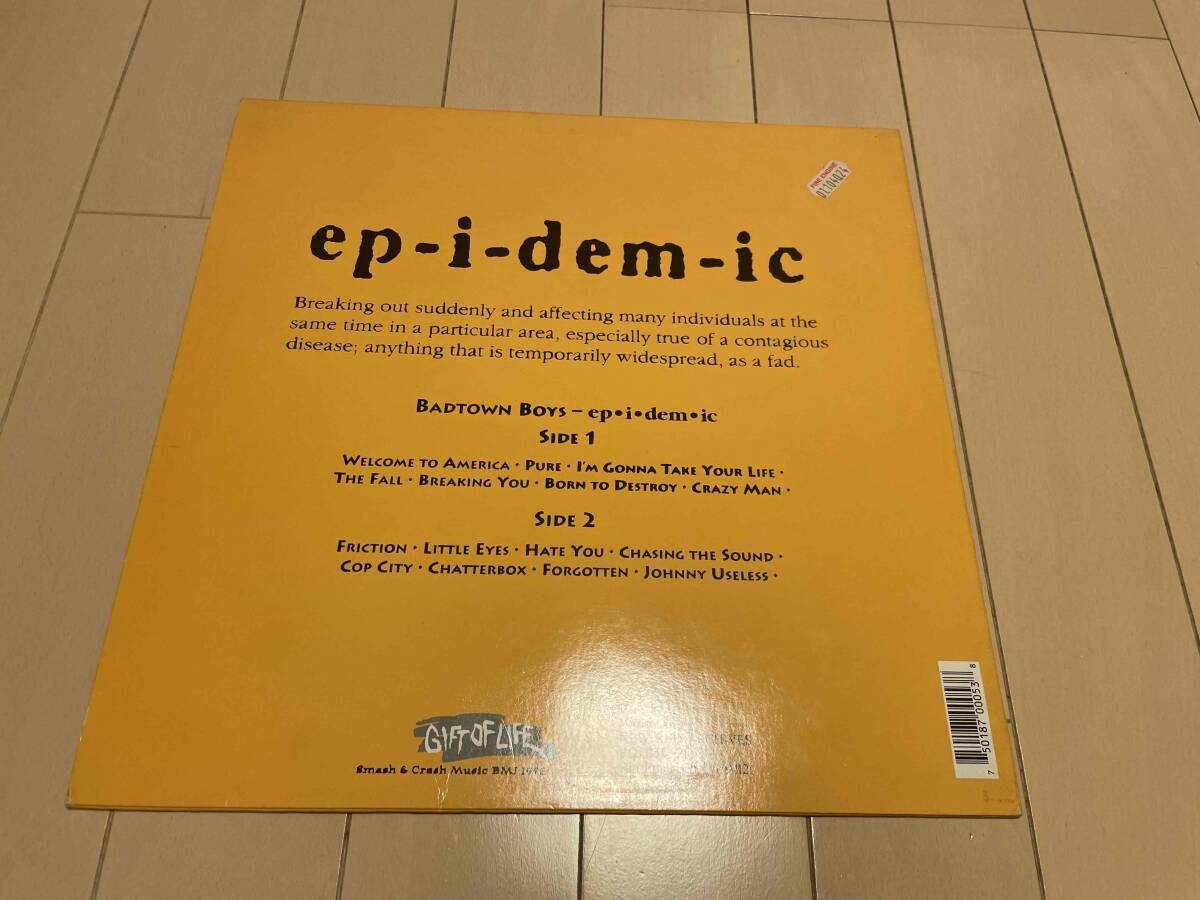 FIRE ENGINE
01104024
ep-i-dem-ic
Breaking out suddenly and affecting many individuals at the
same time in a particular area, especially true of a contagious
disease; anything that is temporarily widespread, as a fad.
BADTOWN BOYS – ep•i•dem•ic
SIDE 1
WELCOME TO AMERICA • PURE • I'M GONNA TAKE YOUR LIFE •
THE FALL • BREAKING YOU • BORN TO DESTROY • CRAZY MAN •
SIDE 2
FRICTION • LITTLE EYES • HATE YOU • CHASING THE SOUND •
COP CITY • CHATTERBOX • FORGOTTEN • JOHNNY USELESS •
GIFT OF LIFE
Smash & Crash Music BMI
7 50187 00053 8